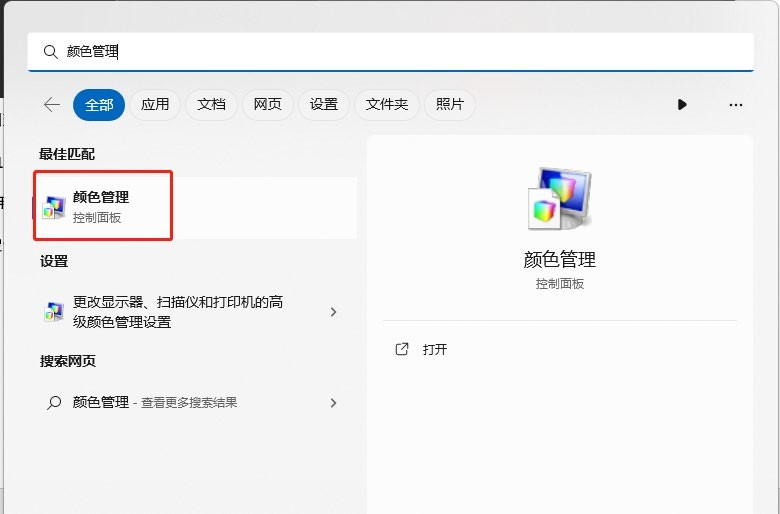 颜色管理
全部 应用 文档 网页 设置 文件夹 照片
最佳匹配
颜色管理
控制面板
设置
更改显示器、扫描仪和打印机的高
级颜色管理设置
搜索网页
颜色管理 - 查看更多搜索结果
颜色管理
控制面板
打开